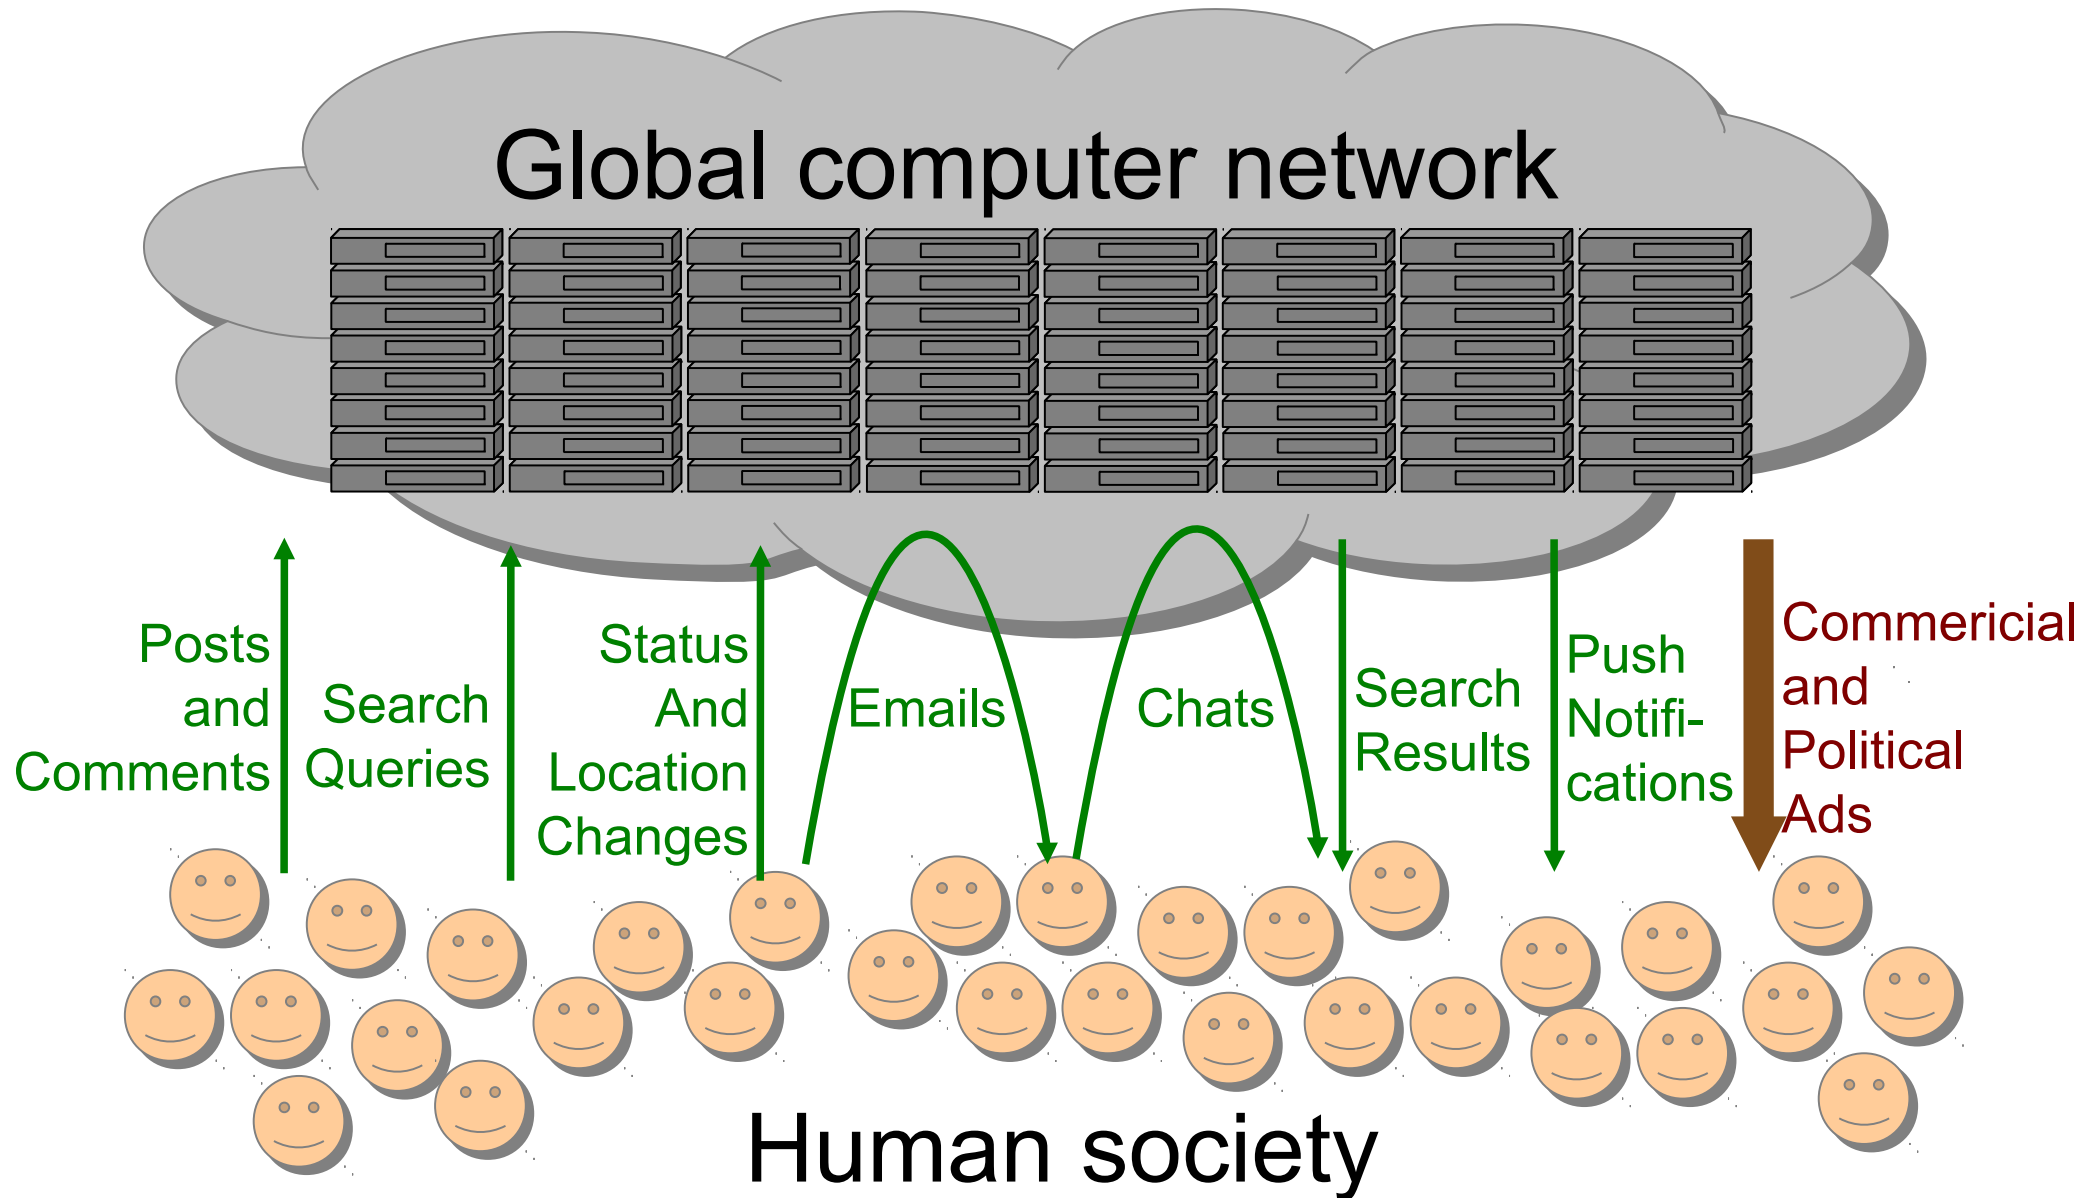 Global computer network
Posts
and
Comments
Search
Queries
Status
And
Location
Changes
Emails
Chats
Search
Results
Push
Notifi-
cations
Commericial
and
Political
Ads
Human society